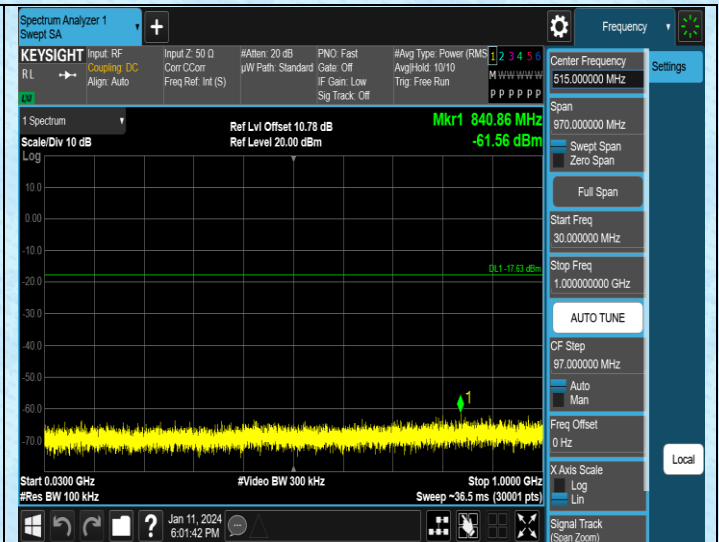 Spectrum Analyzer 1
Swept SA
+
Frequency
KEYSIGHT
RL
LXI
Input: RF
Coupling: DC
Align: Auto
Input Z: 50 Ω
Corr CCorr
Freq Ref: Int (S)
#Atten: 20 dB
µW Path: Standard
PNO: Fast
Gate: Off
IF Gain: Low
Sig Track: Off
#Avg Type: Power (RMS
Avg|Hold: 10/10
Trig: Free Run
1 2 3 4 5 6
M W W W W W
P P P P P P
1 Spectrum
Scale/Div 10 dB
Log
Ref Lvl Offset 10.78 dB
Ref Level 20.00 dBm
Mkr1 840.86 MHz
-61.56 dBm
10.0
0.00
-10.0
-20.0
-30.0
-40.0
-50.0
-60.0
-70.0
DL1 -17.63 dBm
1
Start 0.0300 GHz
#Res BW 100 kHz
#Video BW 300 kHz
Stop 1.0000 GHz
Sweep ~36.5 ms (30001 pts)
?
Jan 11, 2024
6:01:42 PM
Center Frequency
515.000000 MHz
Span
970.000000 MHz
Swept Span
Zero Span
Full Span
Start Freq
30.000000 MHz
Stop Freq
1.000000000 GHz
AUTO TUNE
CF Step
97.000000 MHz
Auto
Man
Freq Offset
0 Hz
X Axis Scale
Log
Lin
Signal Track
(Span Zoom)
Settings
Local